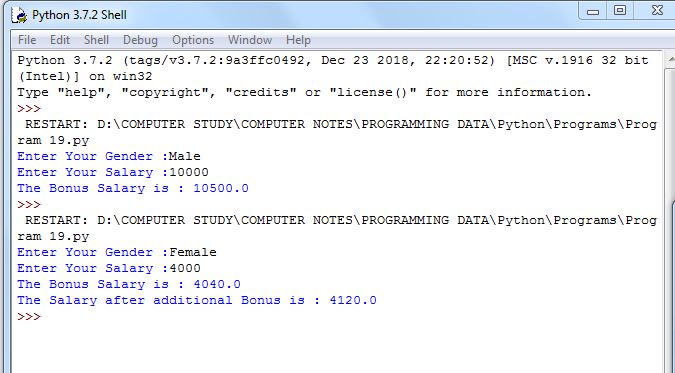 Python 3.7.2 Shell
File Edit Shell Debug Options Window Help
Python 3.7.2 (tags/v3.7.2:9a3ffc0492, Dec 23 2018, 22:20:52) [MSC v.1916 32 bit
(Intel)] on win32
Type "help", "copyright", "credits" or "license()" for more information.
>>>
RESTART: D:\COMPUTER STUDY\COMPUTER NOTES\PROGRAMMING DATA\Python\Programs\Prog
ram 19.py
Enter Your Gender :Male
Enter Your Salary :10000
The Bonus Salary is : 10500.0
>>>
RESTART: D:\COMPUTER STUDY\COMPUTER NOTES\PROGRAMMING DATA\Python\Programs\Prog
ram 19.py
Enter Your Gender :Female
Enter Your Salary :4000
The Bonus Salary is : 4040.0
The Salary after additional Bonus is : 4120.0
>>>